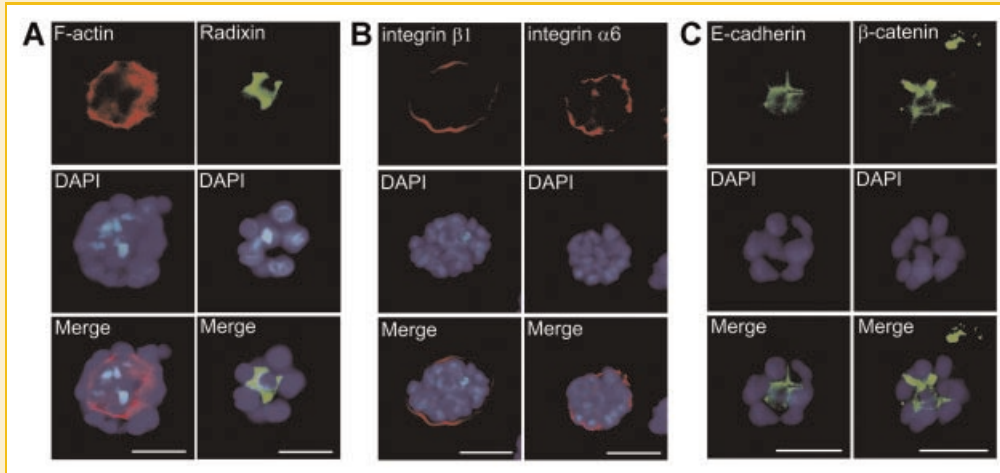 A
F-actin
Radixin
DAPI
DAPI
Merge
Merge
B
integrin β1
integrin α6
DAPI
DAPI
Merge
Merge
C
E-cadherin
β-catenin
DAPI
DAPI
Merge
Merge